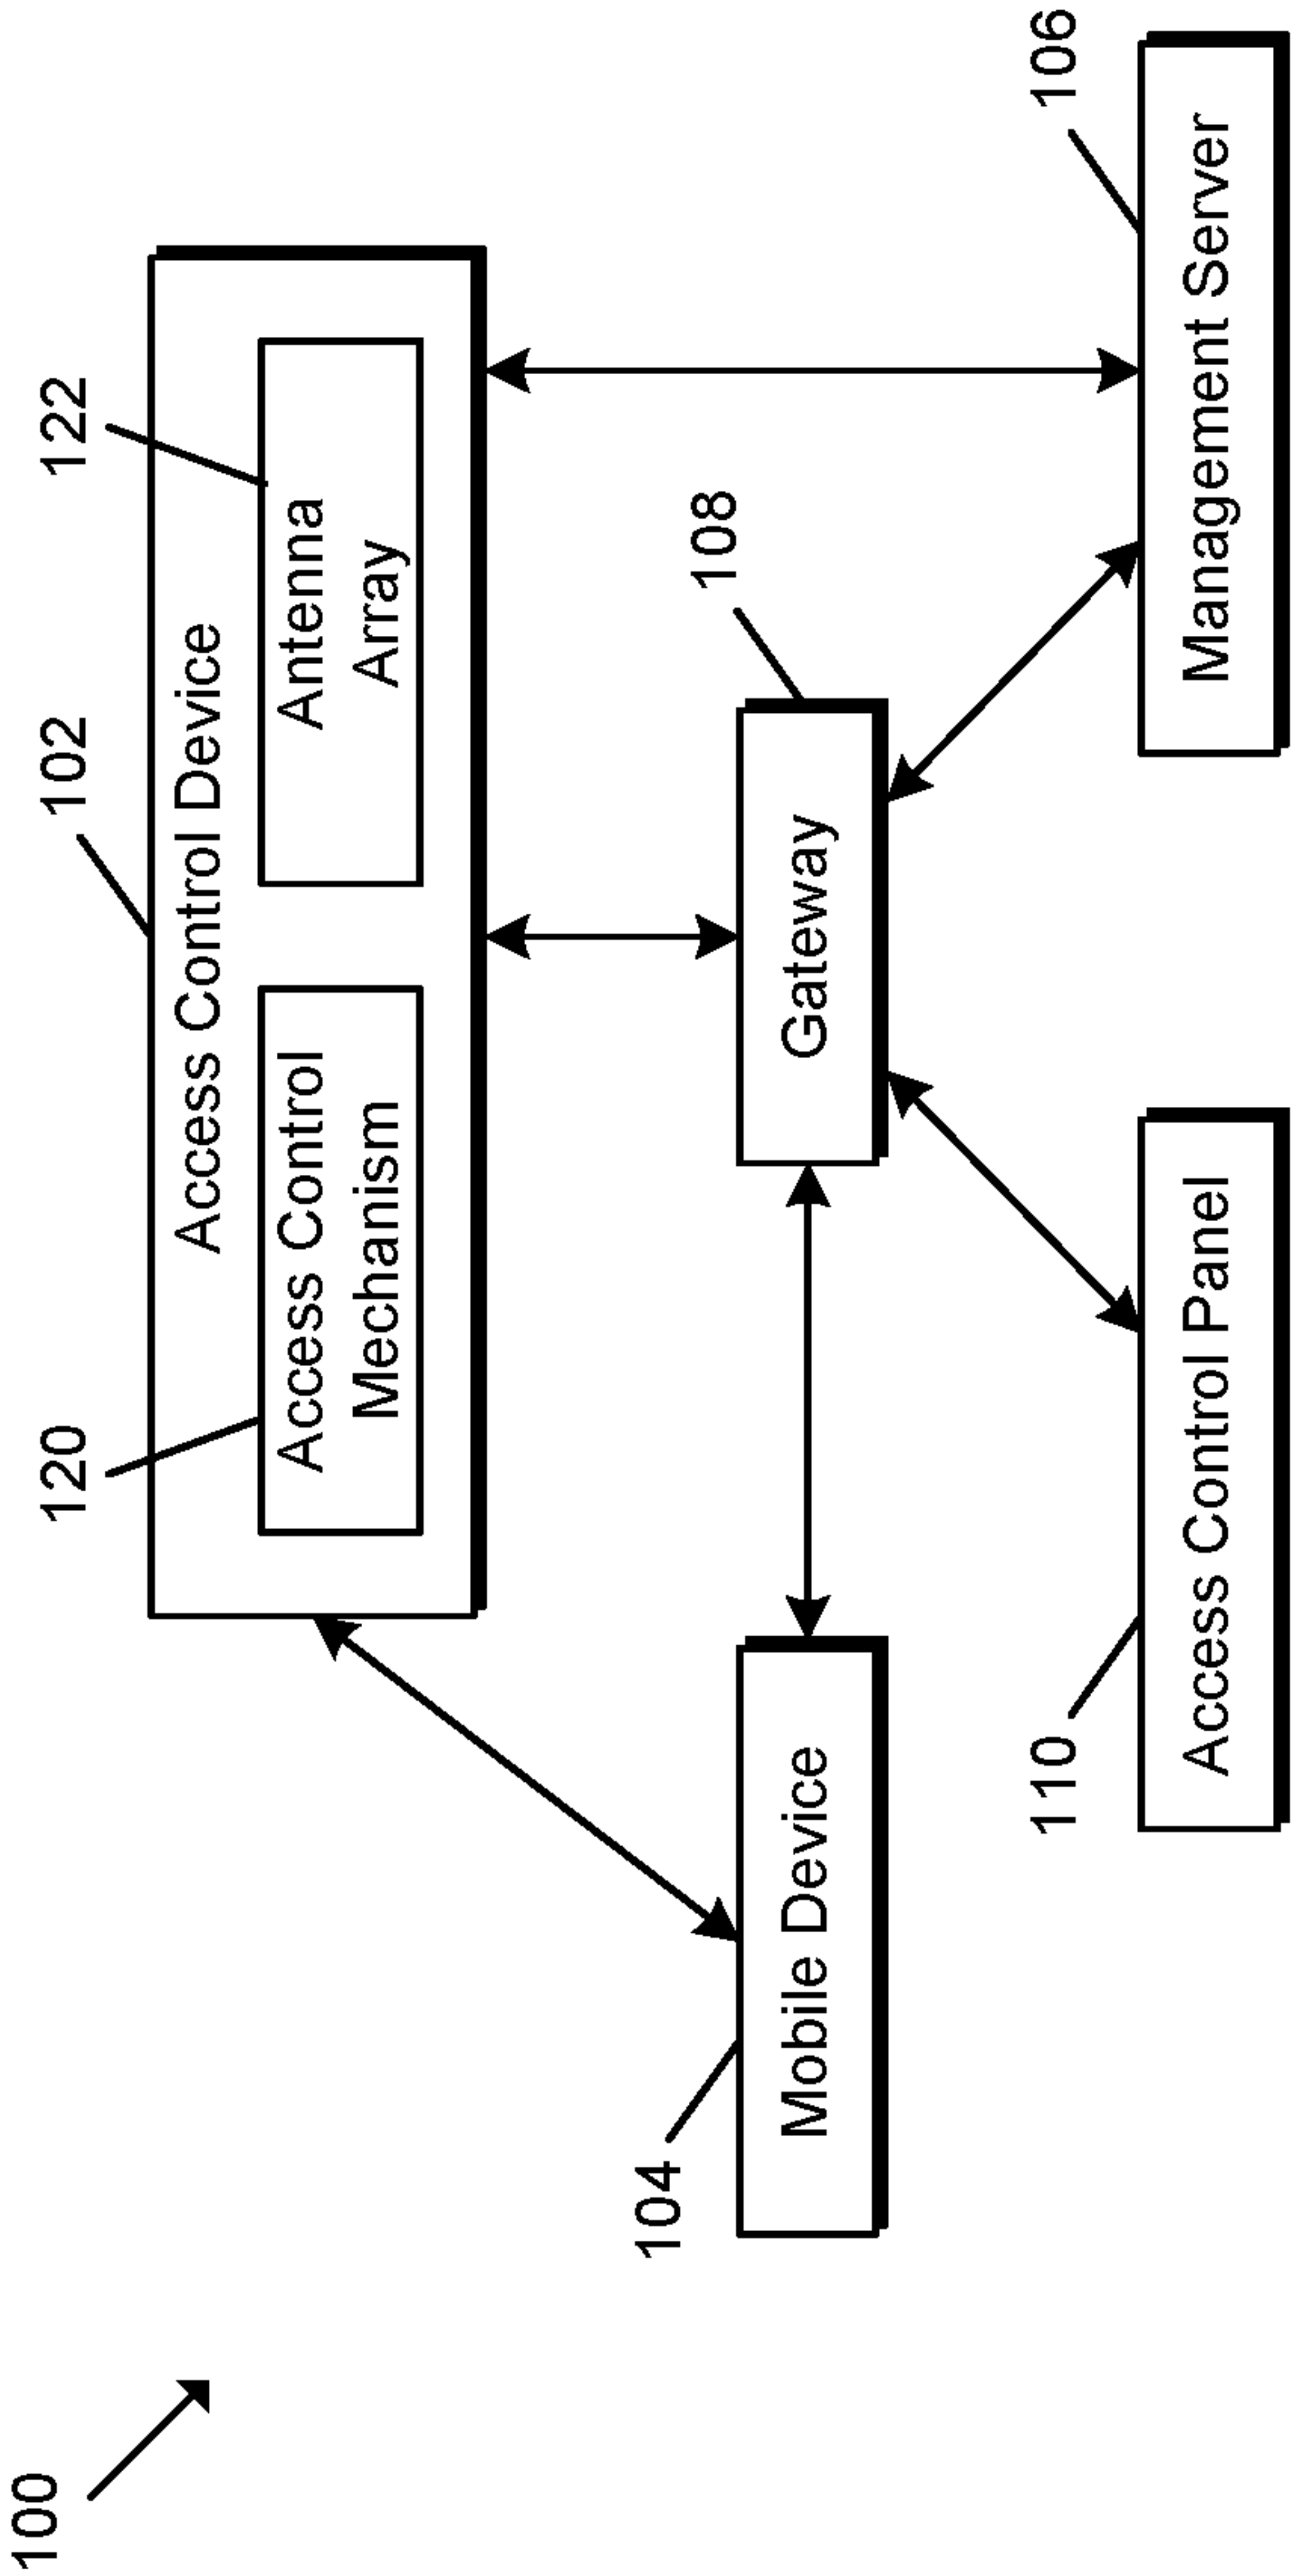 100
102
Access Control Device
120
Access Control
Mechanism
122
Antenna
Array
104
Mobile Device
108
Gateway
110
Access Control Panel
106
Management Server